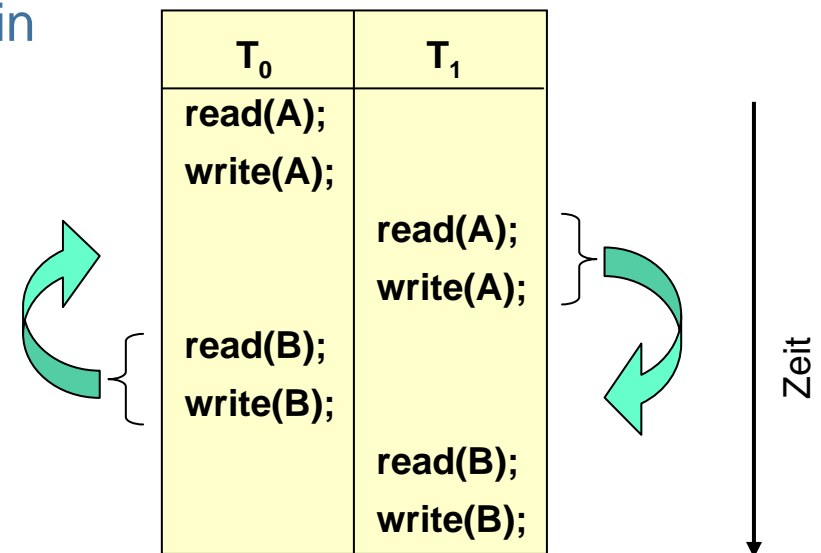 in
T₀ T₁
read(A);
write(A);
read(A);
write(A);
read(B);
write(B);
read(B);
write(B);
Zeit